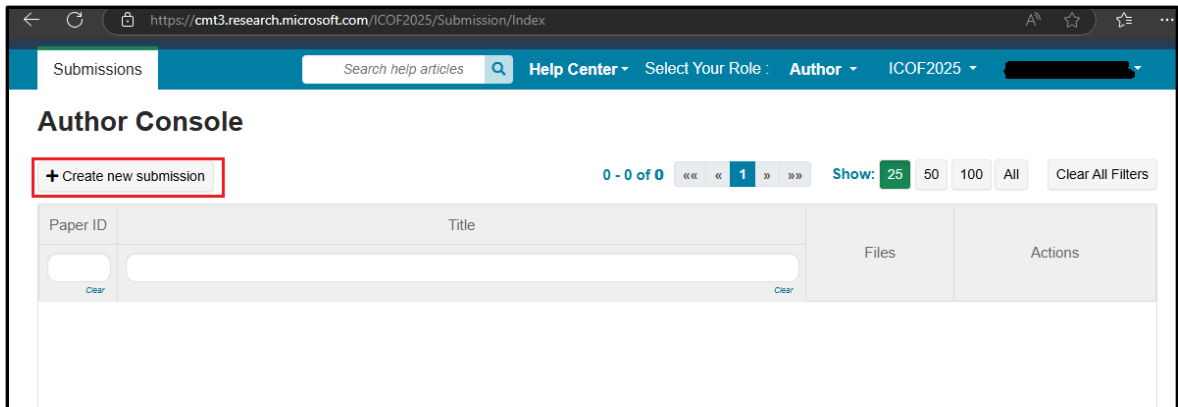 https://cmt3.research.microsoft.com/ICOF2025/Submission/Index
Submissions Search help articles Help Center Select Your Role : Author ICOF2025
Author Console
+ Create new submission 0 - 0 of 0 «« « 1 » »» Show: 25 50 100 All Clear All Filters
Paper ID Title Files Actions
Clear Clear